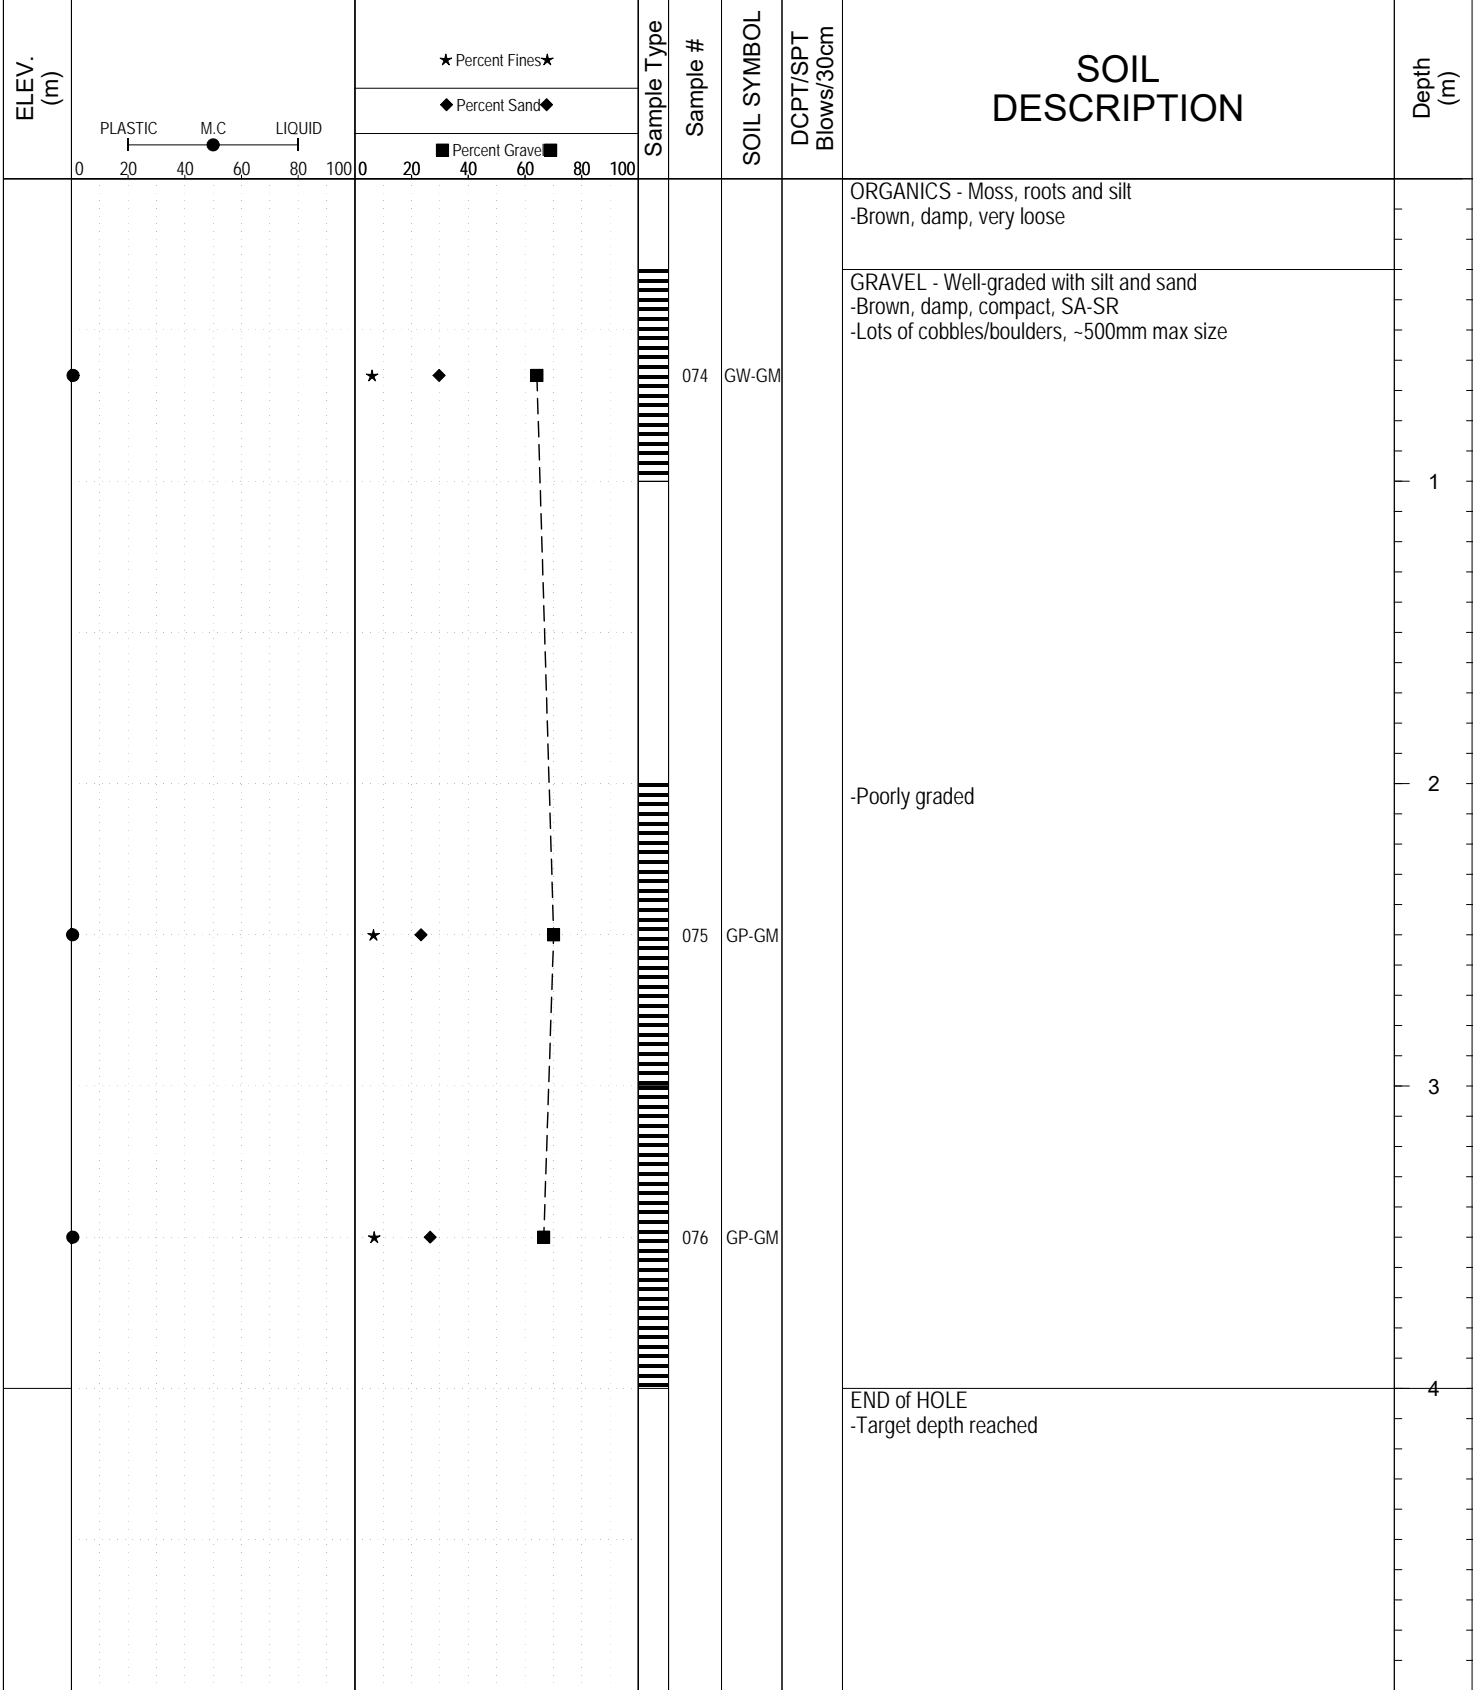 ELEV.
(m)
PLASTIC M.C LIQUID
0 20 40 60 80 100
★ Percent Fines ★
◆ Percent Sand ◆
■ Percent Gravel ■
0 20 40 60 80 100
Sample Type
Sample #
SOIL SYMBOL
DCPT/SPT
Blows/30cm
SOIL
DESCRIPTION
Depth
(m)
ORGANICS - Moss, roots and silt
-Brown, damp, very loose
GRAVEL - Well-graded with silt and sand
-Brown, damp, compact, SA-SR
-Lots of cobbles/boulders, ~500mm max size
074 GW-GM
1
2
-Poorly graded
075 GP-GM
3
076 GP-GM
4
END of HOLE
-Target depth reached